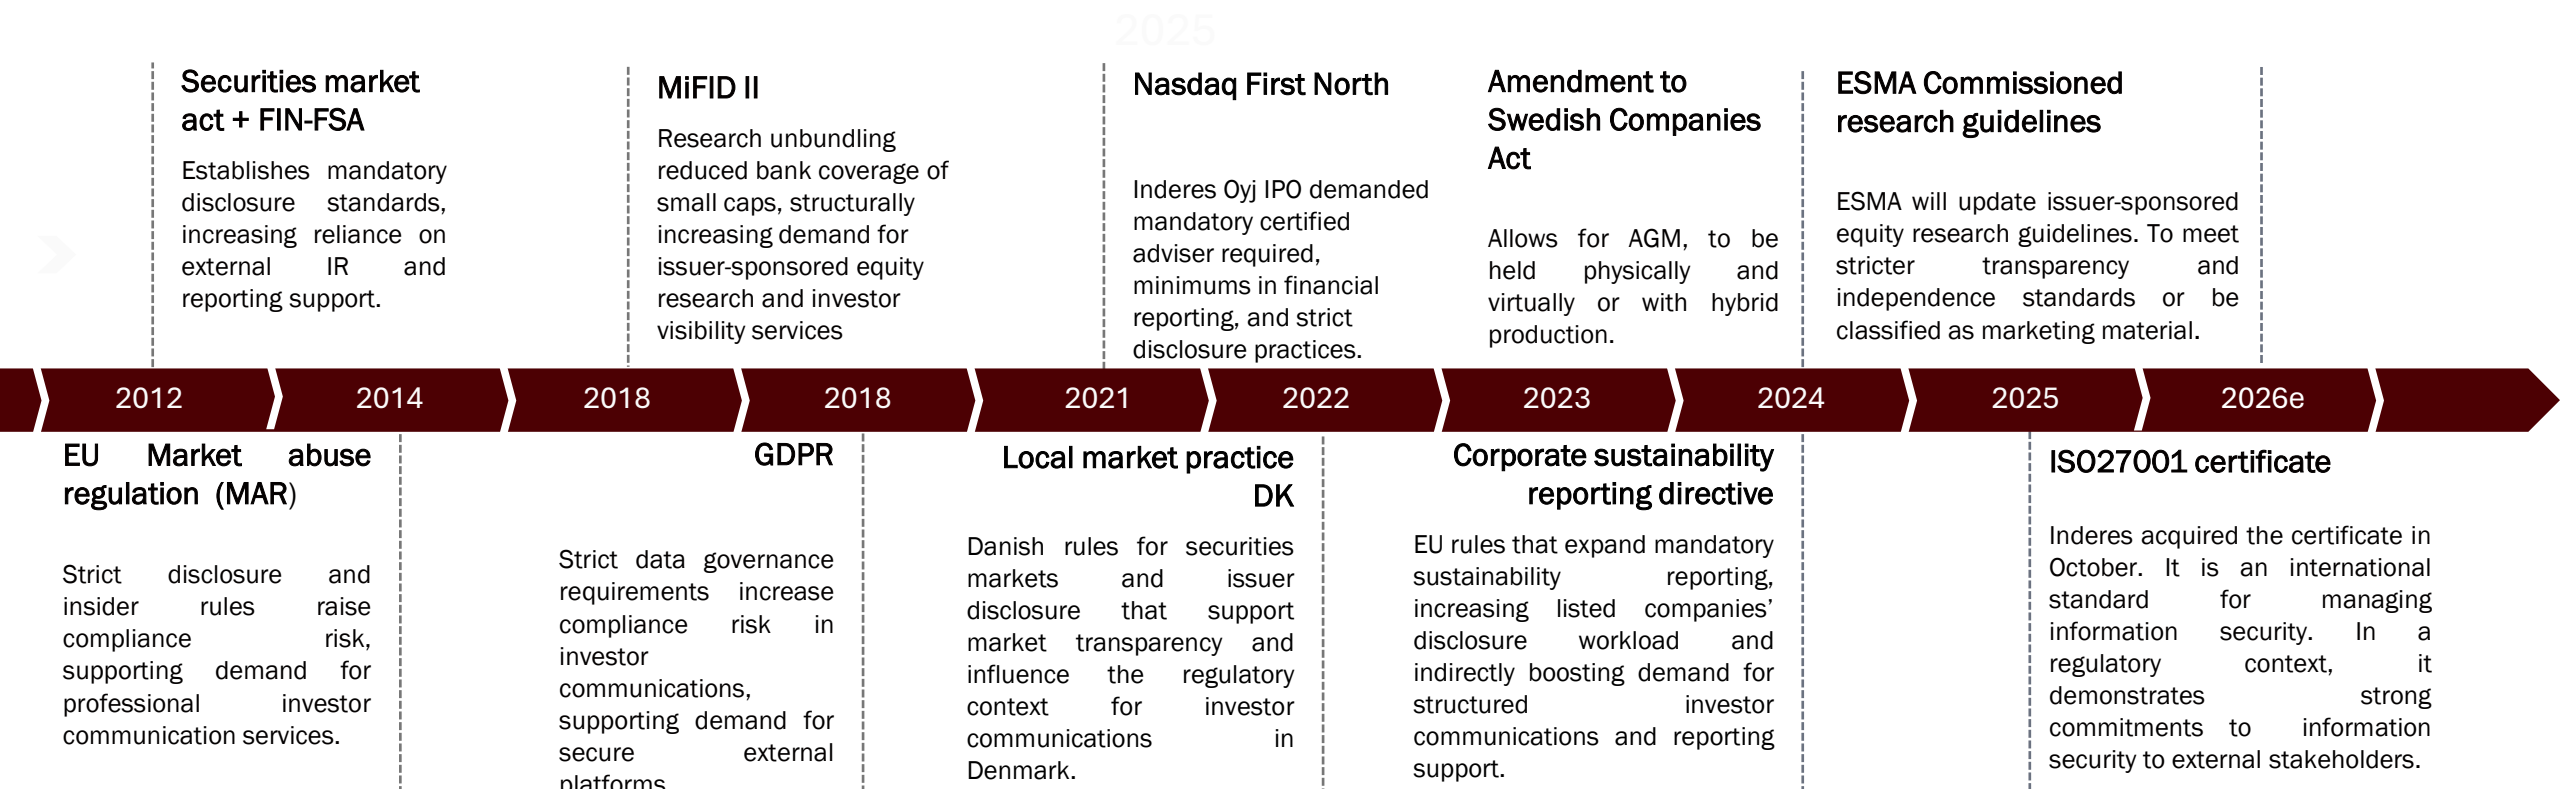 2025
Securities market
act + FIN-FSA
Establishes mandatory
disclosure standards,
increasing reliance on
external IR and
reporting support.
MiFID II
Research unbundling
reduced bank coverage of
small caps, structurally
increasing demand for
issuer-sponsored equity
research and investor
visibility services
Nasdaq First North
Inderes Oyj IPO demanded
mandatory certified
adviser required,
minimums in financial
reporting, and strict
disclosure practices.
Amendment to
Swedish Companies
Act
Allows for AGM, to be
held physically and
virtually or with hybrid
production.
ESMA Commissioned
research guidelines
ESMA will update issuer-sponsored
equity research guidelines. To meet
stricter transparency and
independence standards or be
classified as marketing material.
2012 2014 2018 2018 2021 2022 2023 2024 2025 2026e
EU Market abuse
regulation (MAR)
Strict disclosure and
insider rules raise
compliance risk,
supporting demand for
professional investor
communication services.
GDPR
Strict data governance
requirements increase
compliance risk in
investor
communications,
supporting demand for
secure external
platforms
Local market practice
DK
Danish rules for securities
markets and issuer
disclosure that support
market transparency and
influence the regulatory
context for investor
communications in
Denmark.
Corporate sustainability
reporting directive
EU rules that expand mandatory
sustainability reporting,
increasing listed companies’
disclosure workload and
indirectly boosting demand for
structured investor
communications and reporting
support.
ISO27001 certificate
Inderes acquired the certificate in
October. It is an international
standard for managing
information security. In a
regulatory context, it
demonstrates strong
commitments to information
security to external stakeholders.